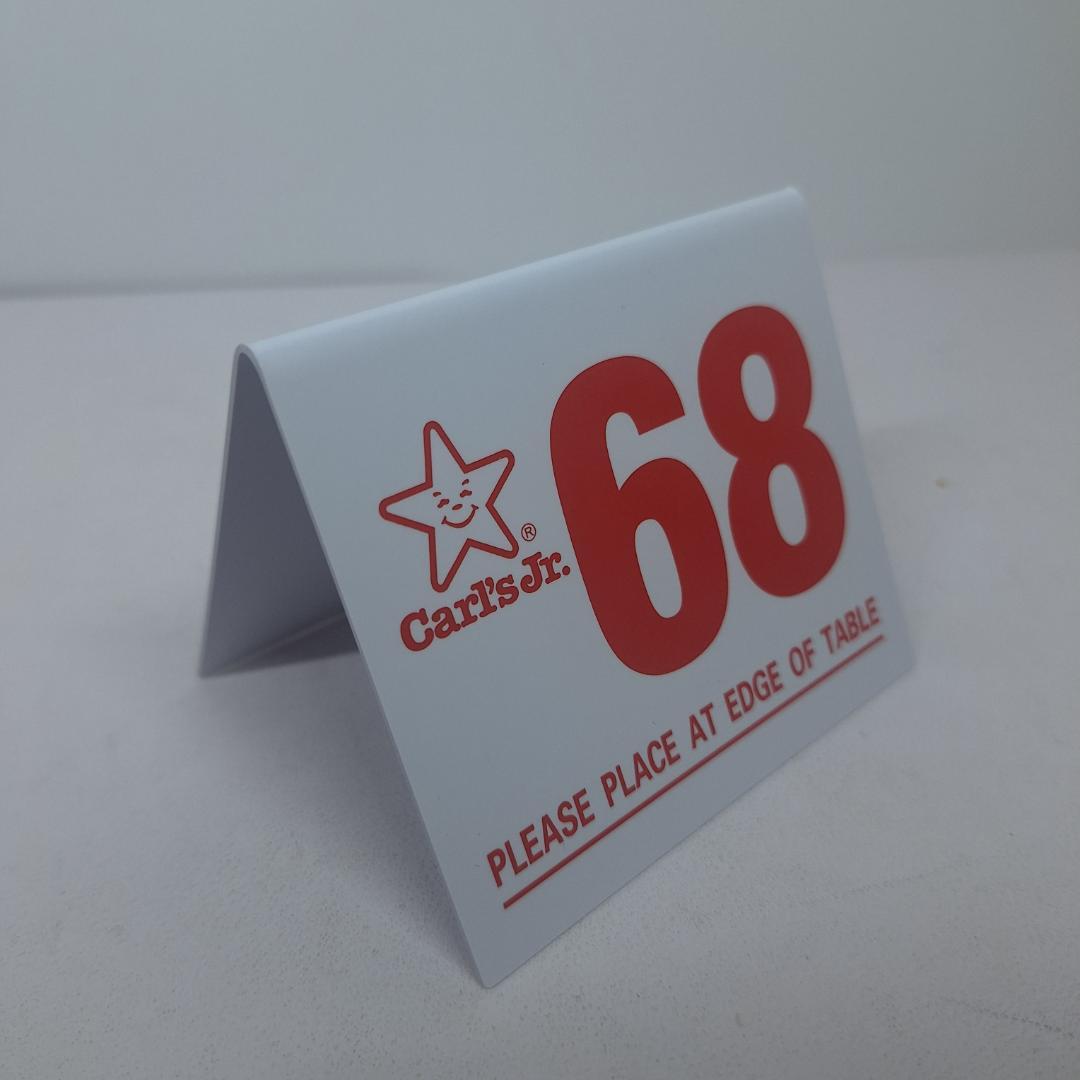 68
®
Carl's Jr.
PLEASE PLACE AT EDGE OF TABLE